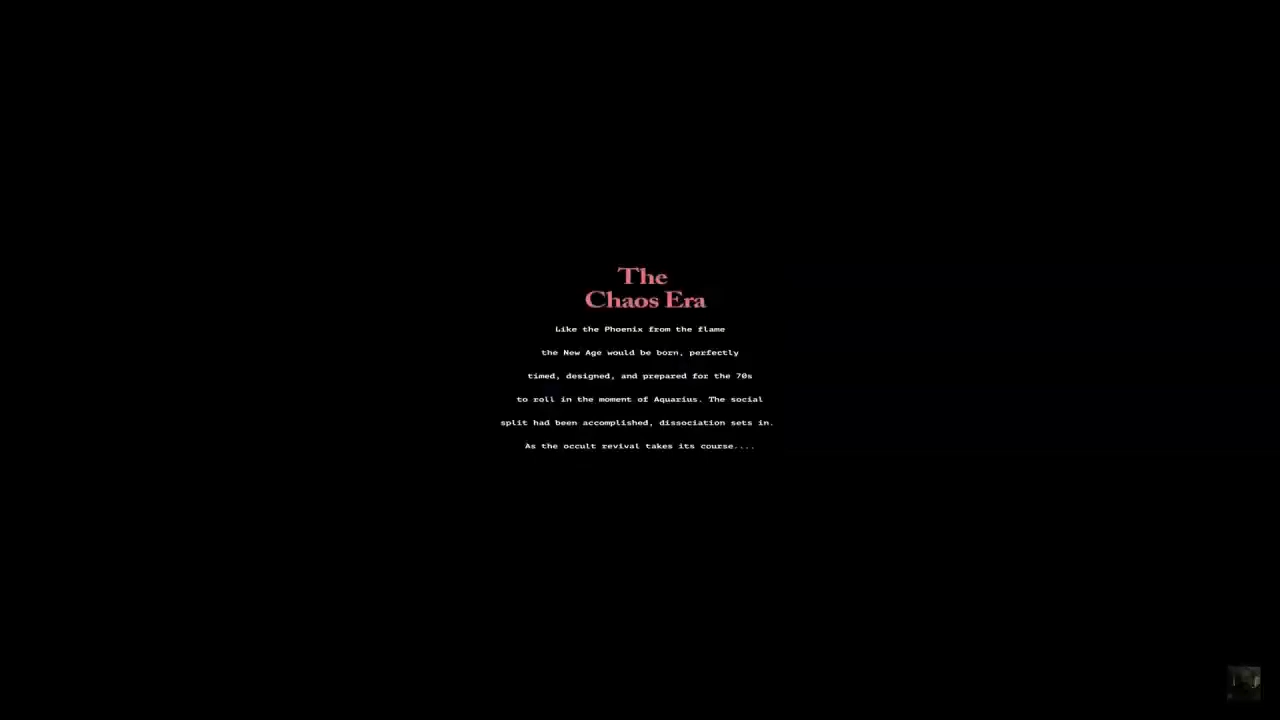 The
Chaos Era
Like the Phoenix from the flame
the New Age would be born, perfectly
timed, designed, and prepared for the 70s
to roll in the moment of Aquarius. The social
split had been accomplished, dissociation sets in.
As the occult revival takes its course....